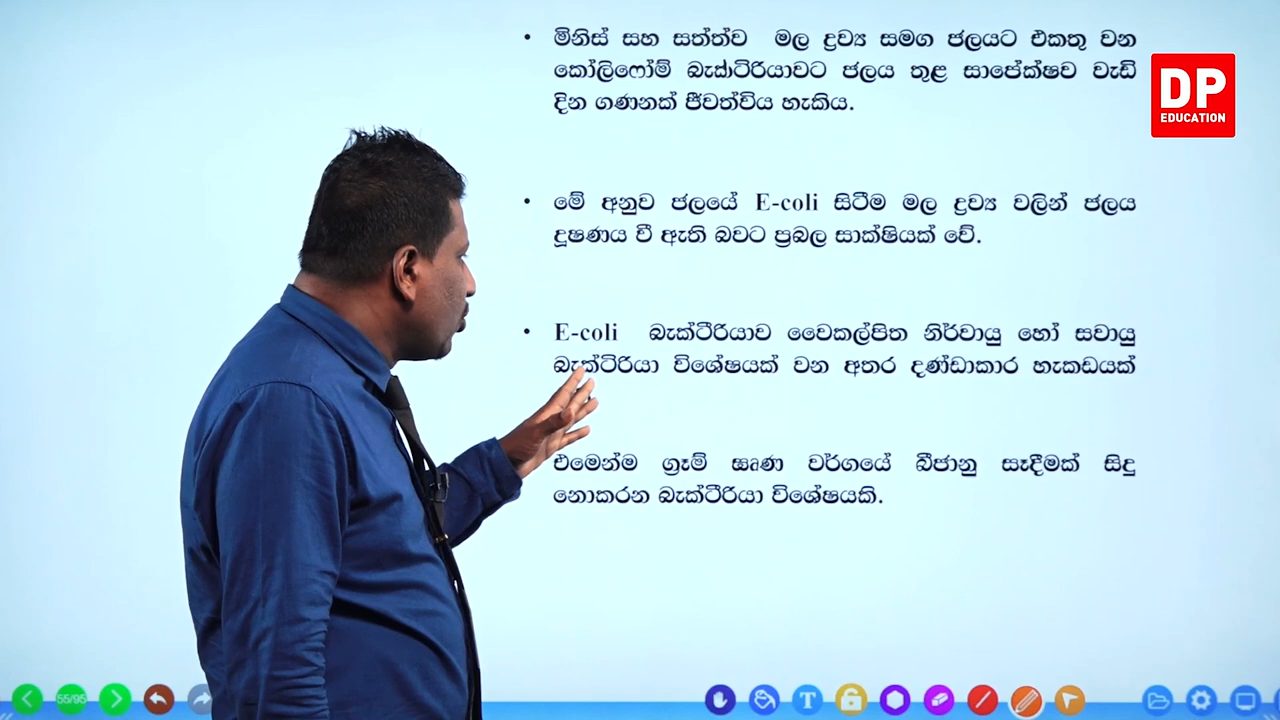 • මිනිස් සහ සත්ත්ව මල ද්‍රව්‍ය සමග ජලයට එකතු වන
කෝලිෆෝම් බැක්ටිරියාවට ජලය තුළ සාපේක්ෂව වැඩි
දින ගණනක් ජීවත්විය හැකිය.
DP
EDUCATION
• මේ අනුව ජලයේ E-coli සිටීම මල ද්‍රව්‍ය වලින් ජලය
දූෂණය වී ඇති බවට ප්‍රබල සාක්ෂියක් වේ.
• E-coli බැක්ටීරියාව වෛකල්පිත නිර්වායු හෝ සවායු
බැක්ටිරියා විශේෂයක් වන අතර දණ්ඩාකාර හැකඩයක්
එමෙන්ම ග්‍රෑම් සෘණ වර්ගයේ බීජානු සෑදීමක් සිදු
නොකරන බැක්ටීරියා විශේෂයකි.
55/95